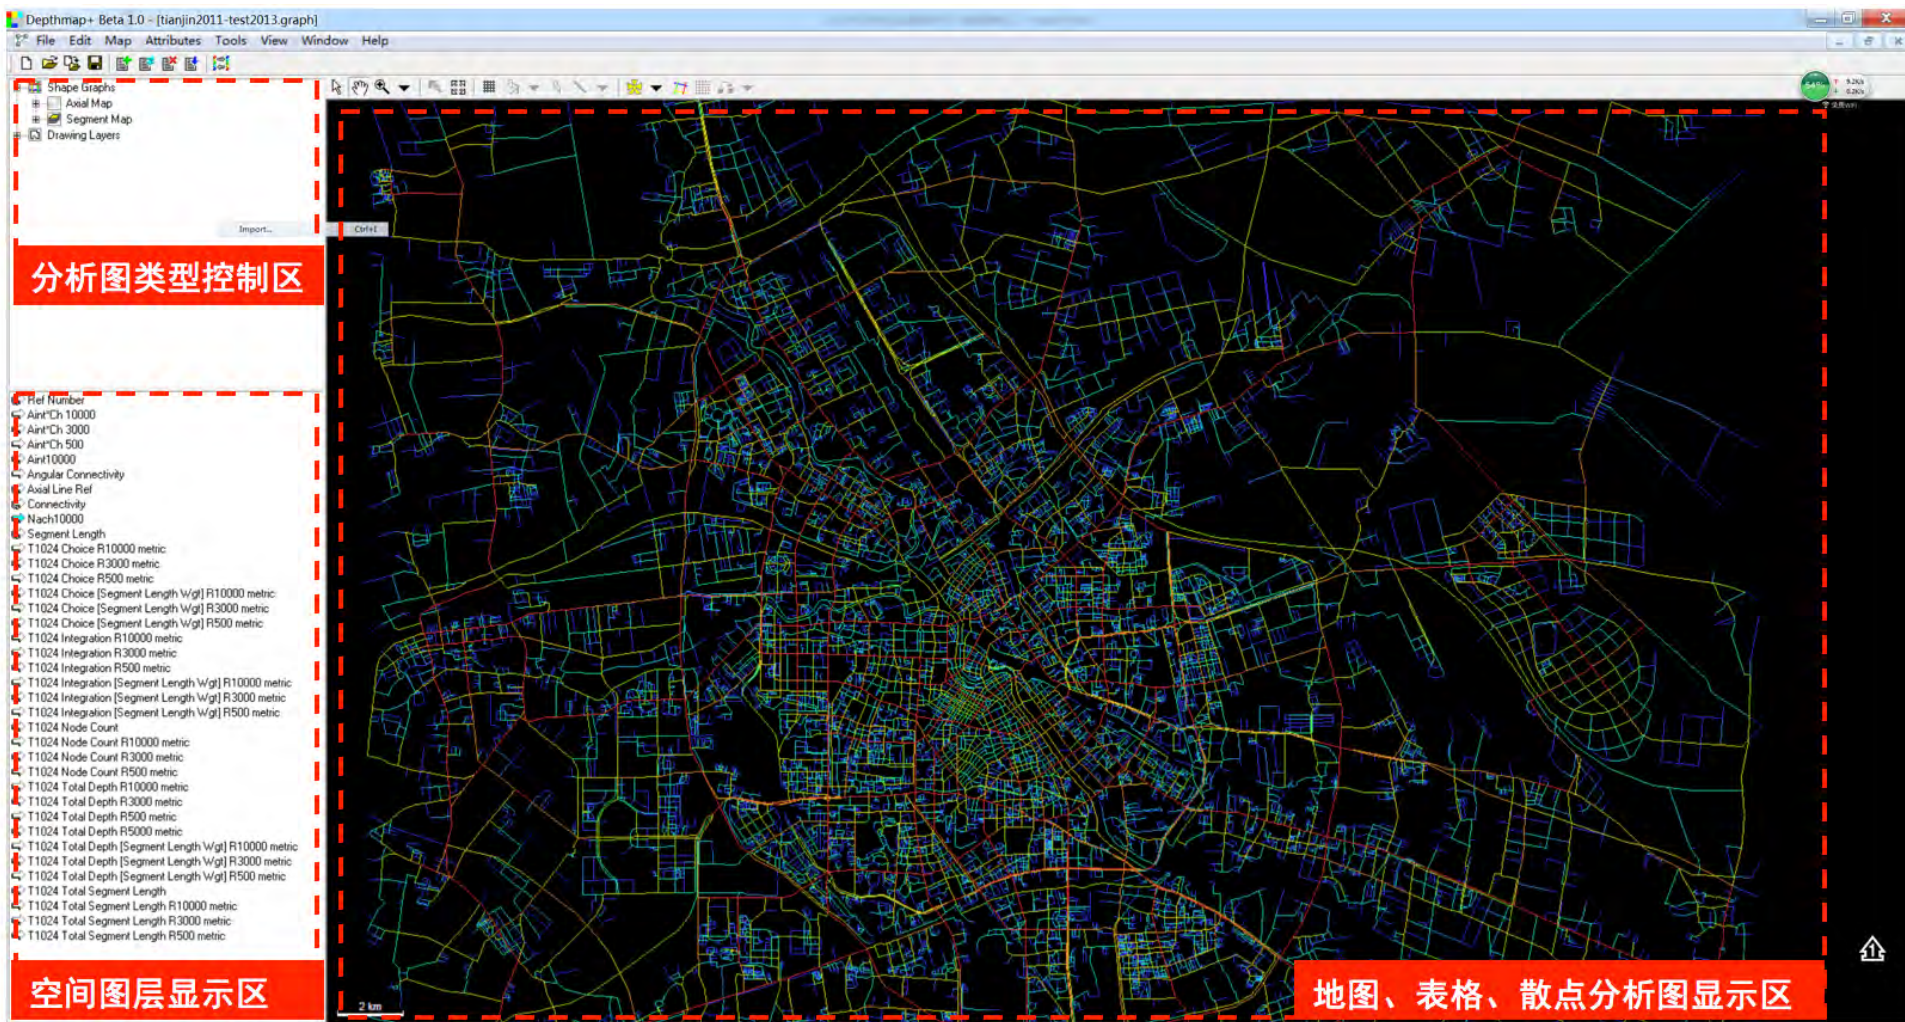 Depthmap+ Beta 1.0 - [tianjin2011-test2013.graph]
File Edit Map Attributes Tools View Window Help
Shape Graphs
Axial Map
Segment Map
Drawing Layers
Import... Ctrl+I
分析图类型控制区
Ref Number
Aint*Ch 10000
Aint*Ch 3000
Aint*Ch 500
Aint10000
Angular Connectivity
Axial Line Ref
Connectivity
Nach10000
Segment Length
T1024 Choice R10000 metric
T1024 Choice R3000 metric
T1024 Choice R500 metric
T1024 Choice [Segment Length Wgt] R10000 metric
T1024 Choice [Segment Length Wgt] R3000 metric
T1024 Choice [Segment Length Wgt] R500 metric
T1024 Integration R10000 metric
T1024 Integration R3000 metric
T1024 Integration R500 metric
T1024 Integration [Segment Length Wgt] R10000 metric
T1024 Integration [Segment Length Wgt] R3000 metric
T1024 Integration [Segment Length Wgt] R500 metric
T1024 Node Count
T1024 Node Count R10000 metric
T1024 Node Count R3000 metric
T1024 Node Count R500 metric
T1024 Total Depth R10000 metric
T1024 Total Depth R3000 metric
T1024 Total Depth R500 metric
T1024 Total Depth R5000 metric
T1024 Total Depth [Segment Length Wgt] R10000 metric
T1024 Total Depth [Segment Length Wgt] R3000 metric
T1024 Total Depth [Segment Length Wgt] R500 metric
T1024 Total Segment Length
T1024 Total Segment Length R10000 metric
T1024 Total Segment Length R3000 metric
T1024 Total Segment Length R500 metric
空间图层显示区
2 km
地图、表格、散点分析图显示区